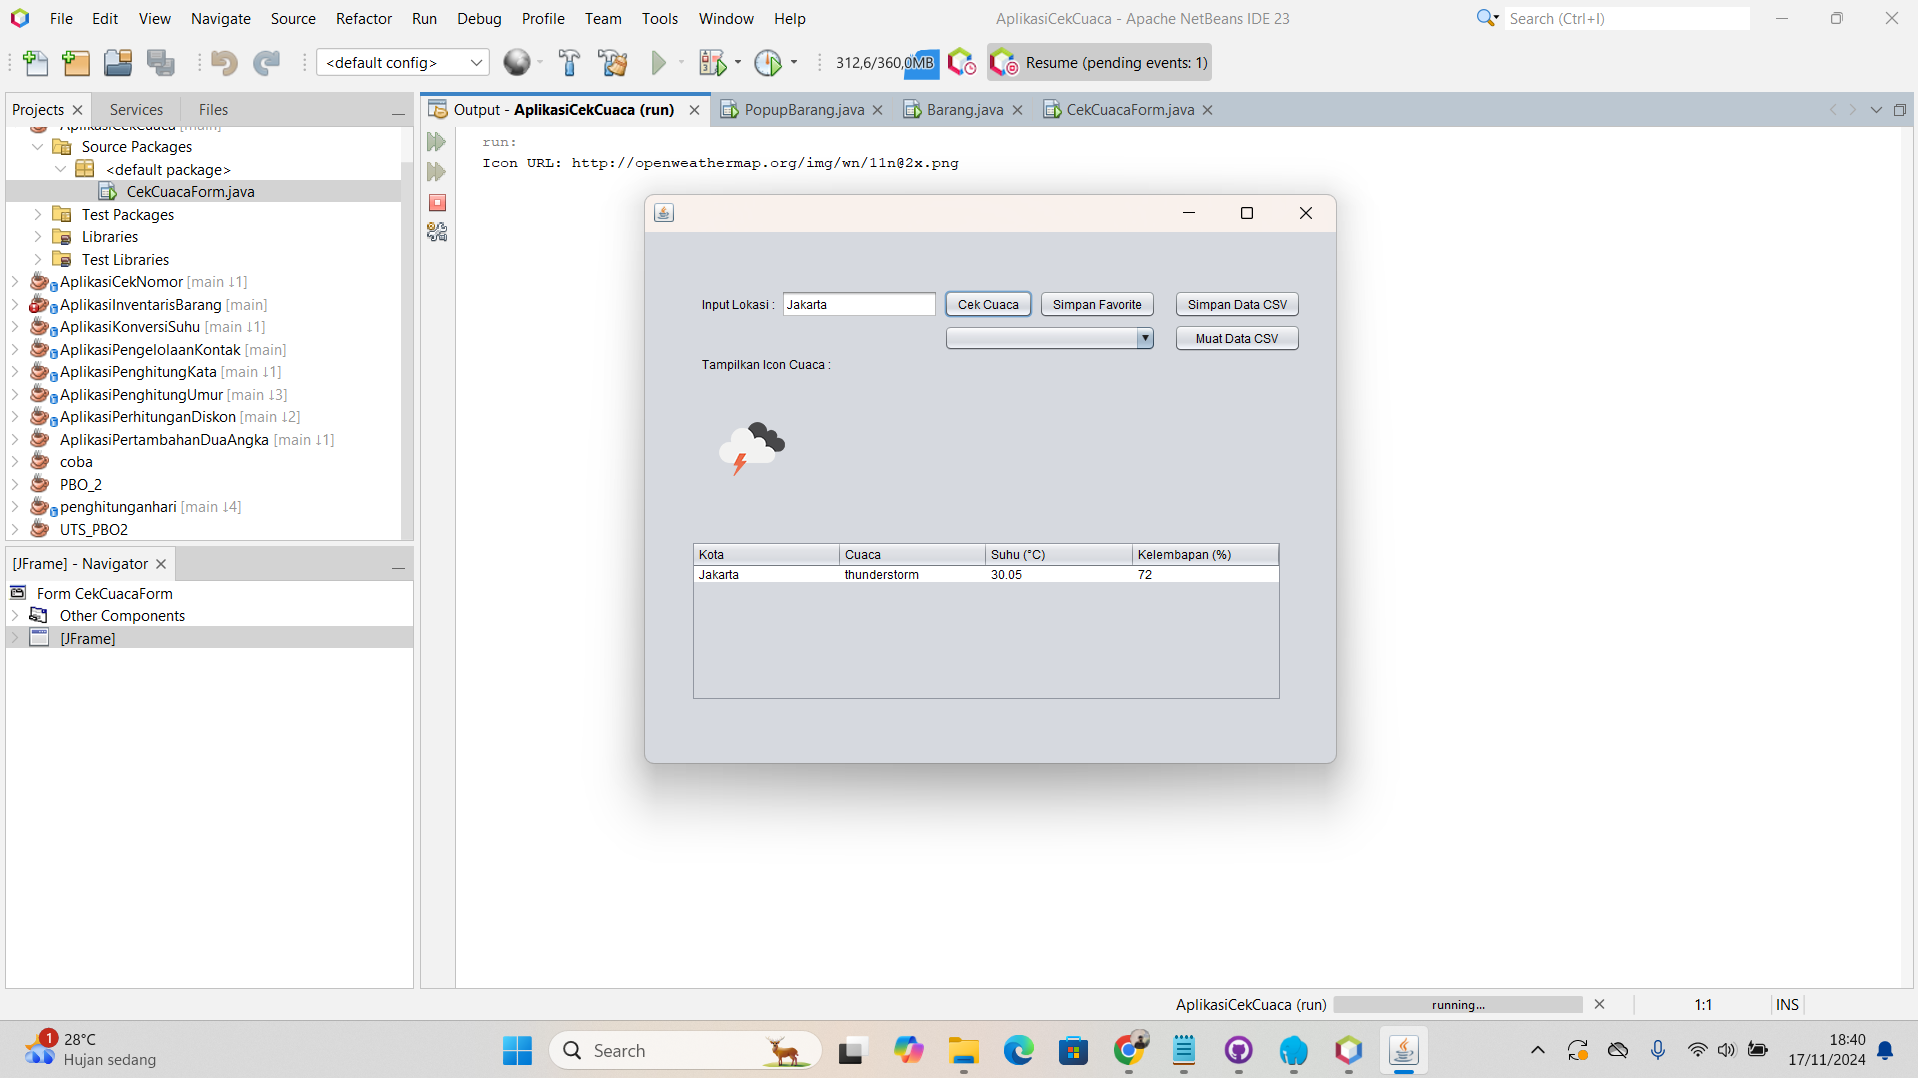 File Edit View Navigate Source Refactor Run Debug Profile Team Tools Window Help
AplikasiCekCuaca - Apache NetBeans IDE 23
Search (Ctrl+I)
<default config>
312,6/360,0MB
Resume (pending events: 1)
Projects Services Files
AplikasiCekCuaca [main]
Source Packages
<default package>
CekCuacaForm.java
Test Packages
Libraries
Test Libraries
AplikasiCekNomor [main ↓1]
AplikasiInventarisBarang [main]
AplikasiKonversiSuhu [main ↓1]
AplikasiPengelolaanKontak [main]
AplikasiPenghitungKata [main ↓1]
AplikasiPenghitungUmur [main ↓3]
AplikasiPerhitunganDiskon [main ↓2]
AplikasiPertambahanDuaAngka [main ↓1]
coba
PBO_2
penghitunganhari [main ↓4]
UTS_PBO2
[JFrame] - Navigator
Form CekCuacaForm
Other Components
[JFrame]
Output - AplikasiCekCuaca (run) PopupBarang.java Barang.java CekCuacaForm.java
run:
Icon URL: http://openweathermap.org/img/wn/11n@2x.png
Input Lokasi : Jakarta Cek Cuaca Simpan Favorite Simpan Data CSV
Muat Data CSV
Tampilkan Icon Cuaca :
Kota Cuaca Suhu (°C) Kelembapan (%)
Jakarta thunderstorm 30.05 72
AplikasiCekCuaca (run) running... 1:1 INS
1
28°C
Hujan sedang
Search
18:40
17/11/2024